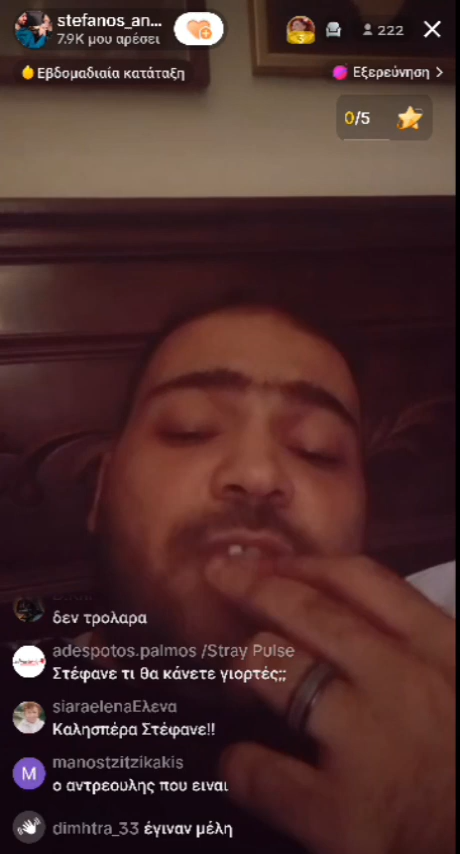 stefanos_an...
7.9K μου αρέσει
222
Εβδομαδιαία κατάταξη
Εξερεύνηση >
0/5
δεν τρολαρα
adespotos.palmos /Stray Pulse
Στέφανε τι θα κάνετε γιορτές;;
siaraelenaΕλενα
Καλησπέρα Στέφανε!!
manostzitzikakis
M
ο αντρεουλης που ειναι
dimhtra_33 έγιναν μέλη